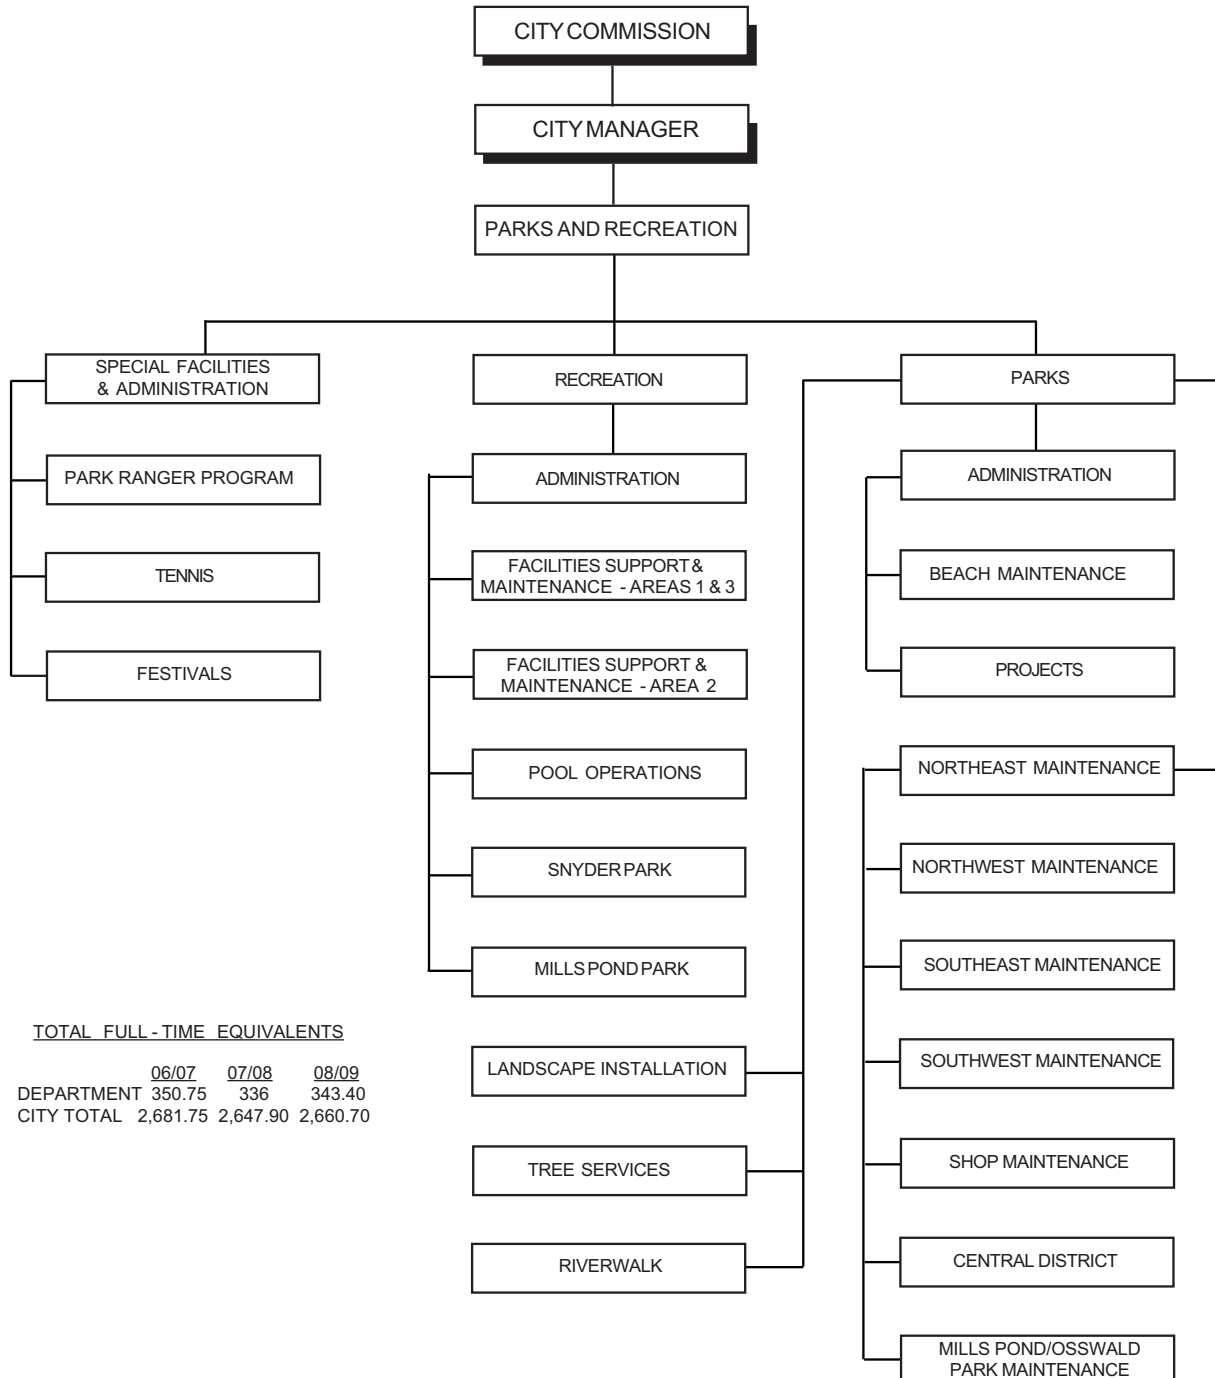 CITY COMMISSION
CITY MANAGER
PARKS AND RECREATION
SPECIAL FACILITIES
& ADMINISTRATION
PARK RANGER PROGRAM
TENNIS
FESTIVALS
RECREATION
ADMINISTRATION
FACILITIES SUPPORT &
MAINTENANCE - AREAS 1 & 3
FACILITIES SUPPORT &
MAINTENANCE - AREA 2
POOL OPERATIONS
SNYDER PARK
MILLS POND PARK
LANDSCAPE INSTALLATION
TREE SERVICES
RIVERWALK
PARKS
ADMINISTRATION
BEACH MAINTENANCE
PROJECTS
NORTHEAST MAINTENANCE
NORTHWEST MAINTENANCE
SOUTHEAST MAINTENANCE
SOUTHWEST MAINTENANCE
SHOP MAINTENANCE
CENTRAL DISTRICT
MILLS POND/OSSWALD
PARK MAINTENANCE
TOTAL FULL - TIME EQUIVALENTS
06/07 07/08 08/09
DEPARTMENT 350.75 336 343.40
CITY TOTAL 2,681.75 2,647.90 2,660.70